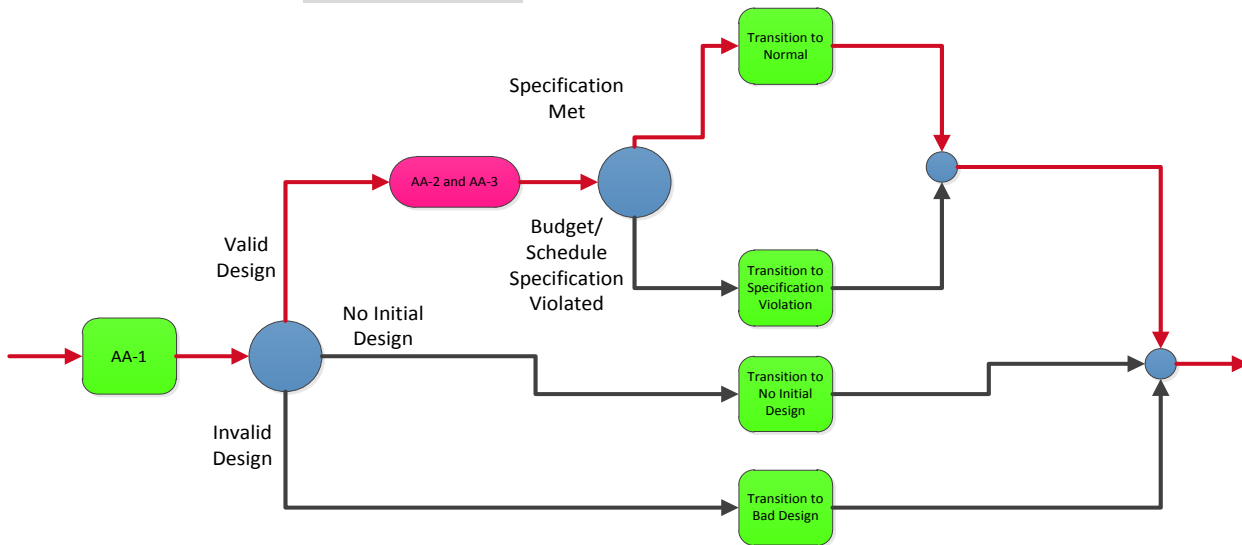 Transition to
Normal
Specification
Met
AA-2 and AA-3
Budget/
Schedule
Specification
Violated
Transition to
Specification
Violation
Valid
Design
No Initial
Design
AA-1
Transition to
No Initial
Design
Invalid
Design
Transition to
Bad Design